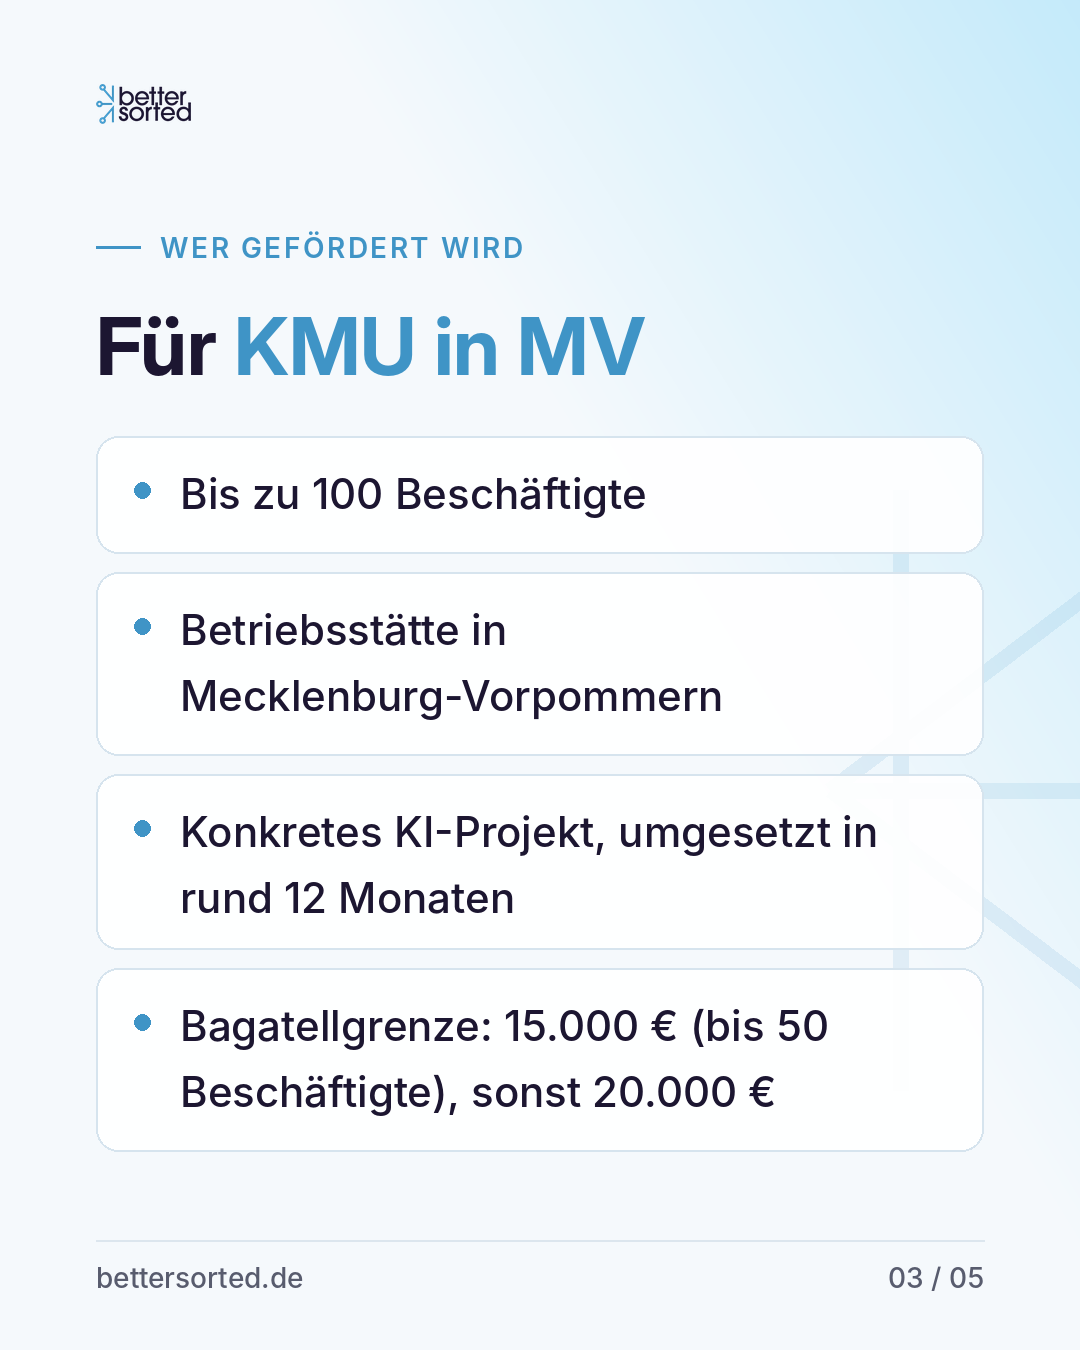 better
sorted
WER GEFÖRDERT WIRD
Für KMU in MV
Bis zu 100 Beschäftigte
Betriebsstätte in
Mecklenburg-Vorpommern
Konkretes KI-Projekt, umgesetzt in
rund 12 Monaten
Bagatellgrenze: 15.000 € (bis 50
Beschäftigte), sonst 20.000 €
bettersorted.de
03 / 05